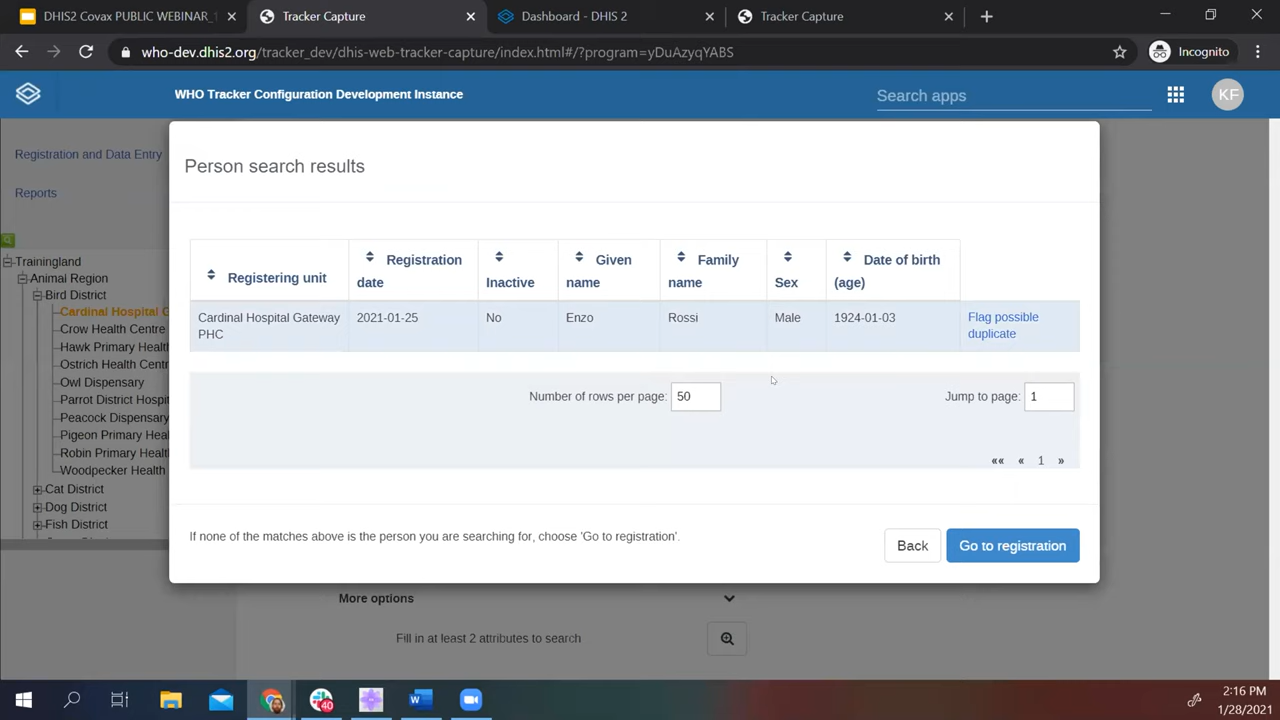 DHIS2 Covax PUBLIC WEBINAR_1
Tracker Capture
Dashboard - DHIS 2
Tracker Capture
who-dev.dhis2.org/tracker_dev/dhis-web-tracker-capture/index.html#/?program=yDuAzyqYABS
Incognito
WHO Tracker Configuration Development Instance
Search apps
KF
Registration and Data Entry
Reports
Trainingland
Animal Region
Bird District
Cardinal Hospital G
Crow Health Centre
Hawk Primary Health
Ostrich Health Centr
Owl Dispensary
Parrot District Hospi
Peacock Dispensary
Pigeon Primary Heal
Robin Primary Healt
Woodpecker Health
Cat District
Dog District
Fish District
Person search results
Registering unit
Registration
date
Inactive
Given
name
Family
name
Sex
Date of birth
(age)
Cardinal Hospital Gateway
PHC
2021-01-25
No
Enzo
Rossi
Male
1924-01-03
Flag possible
duplicate
Number of rows per page: 50
Jump to page: 1
«« « 1 »
If none of the matches above is the person you are searching for, choose 'Go to registration'.
Back
Go to registration
More options
Fill in at least 2 attributes to search
40
2:16 PM
1/28/2021